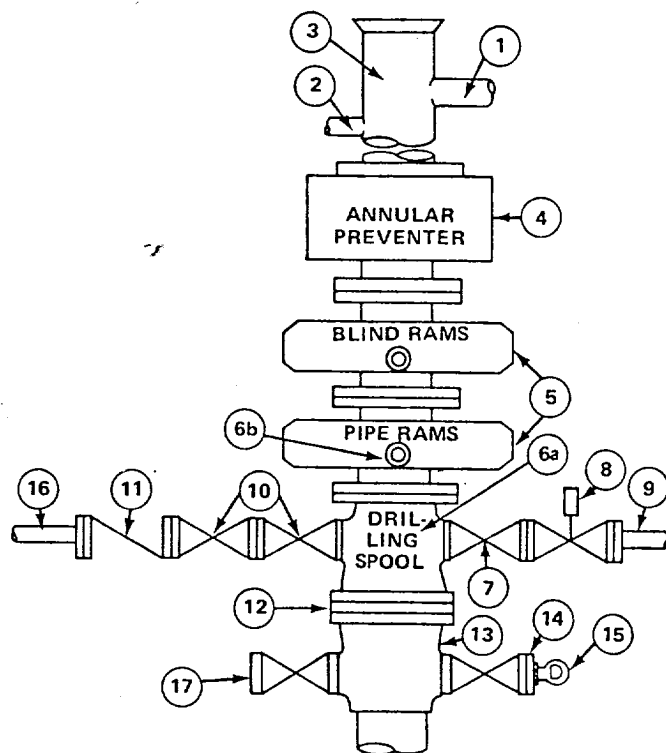 3
1
2
ANNULAR
PREVENTER
4
BLIND RAMS
5
6b
PIPE RAMS
6a
16
11
10
8
9
DRIL-
LING
SPOOL
7
12
13
14
15
17